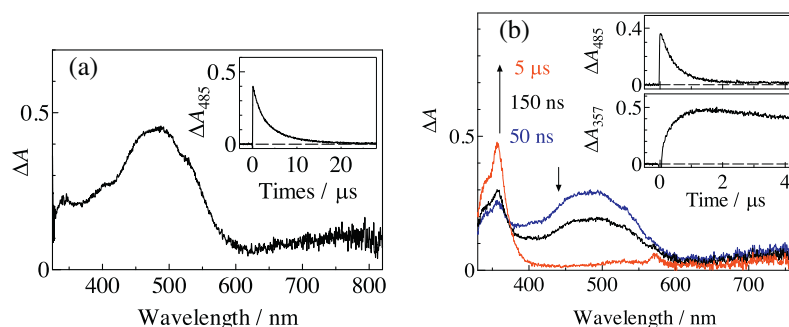 (a)
ΔA
0.5
0
400 500 600 700 800
Wavelength / nm
ΔA485
0.5
0
0 10 20
Times / μs
(b)
ΔA
0.5
0
400 500 600 700
Wavelength / nm
5 μs
150 ns
50 ns
ΔA485
0.4
0
ΔA357
0.5
0
0 2 4
Time / μs